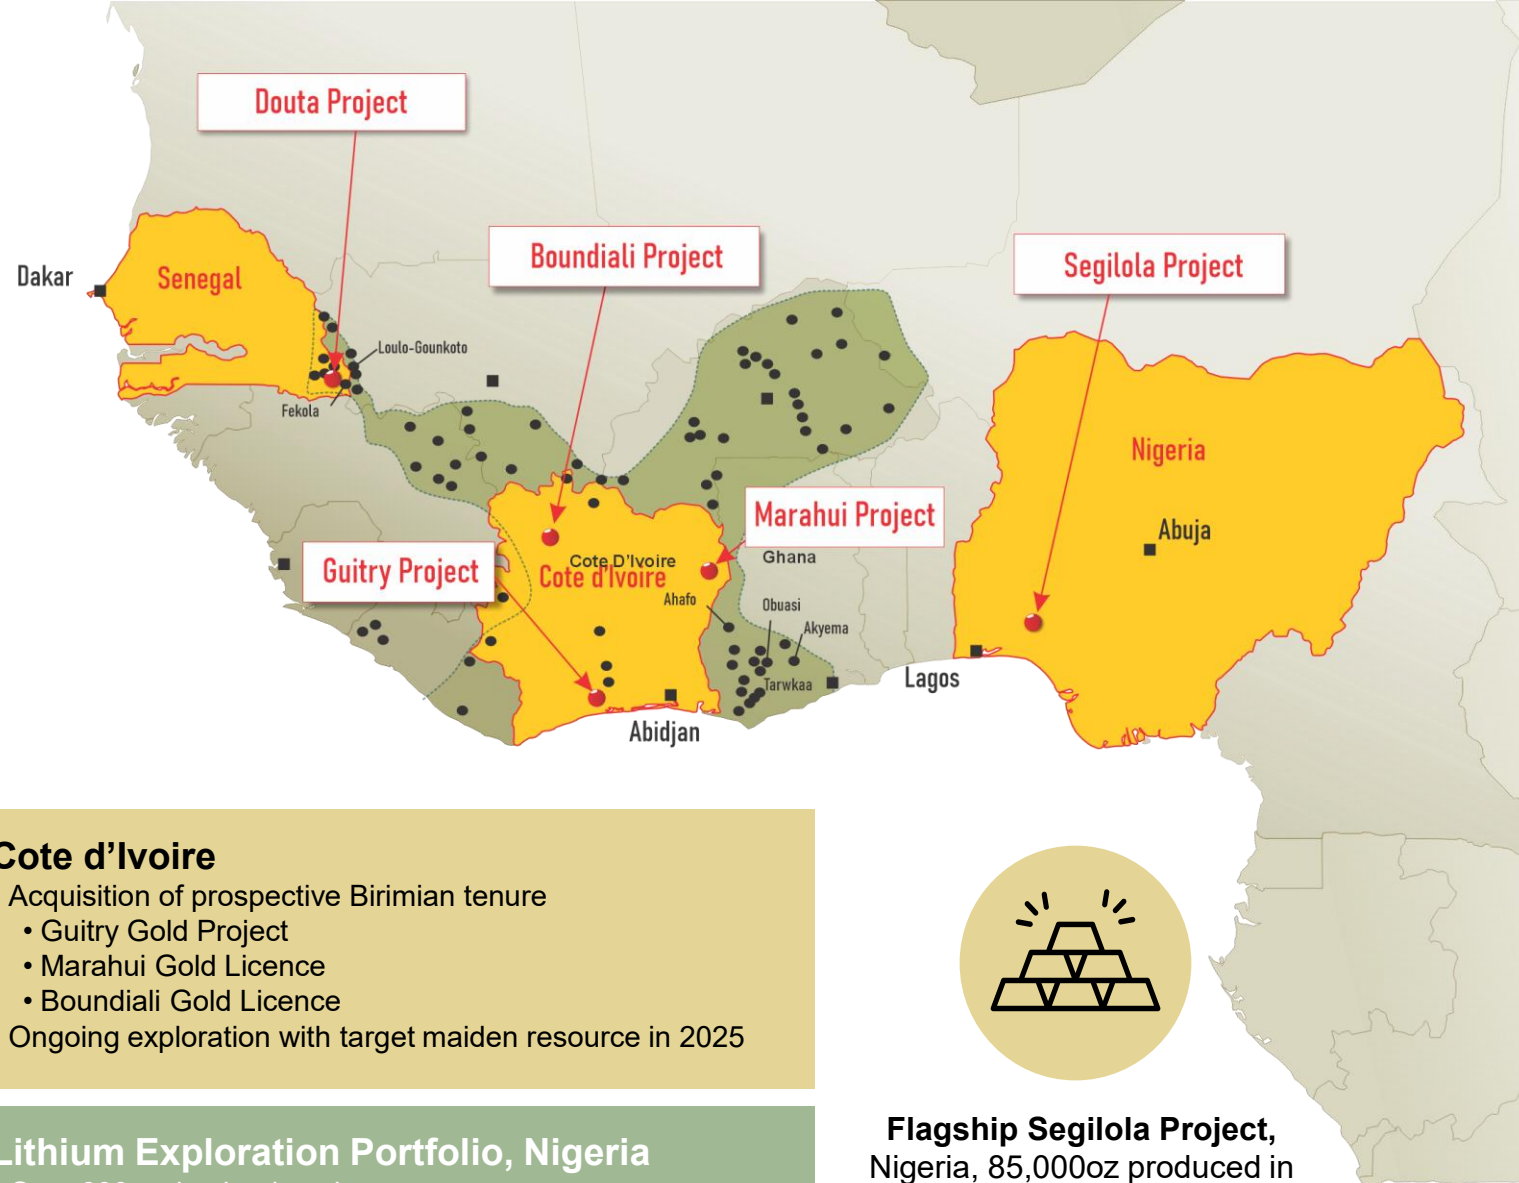 Douta Project
Boundiali Project
Segilola Project
Dakar
Senegal
Loulo-Gounkoto
Fekola
Nigeria
Marahui Project
Abuja
Guitry Project
Cote D'Ivoire
Cote d'Ivoire
Ghana
Ahafo
Obuasi
Akyema
Tarwkaa
Lagos
Abidjan
Cote d'Ivoire
Acquisition of prospective Birimian tenure
• Guitry Gold Project
• Marahui Gold Licence
• Boundiali Gold Licence
Ongoing exploration with target maiden resource in 2025
Lithium Exploration Portfolio, Nigeria
Flagship Segilola Project,
Nigeria, 85,000oz produced in